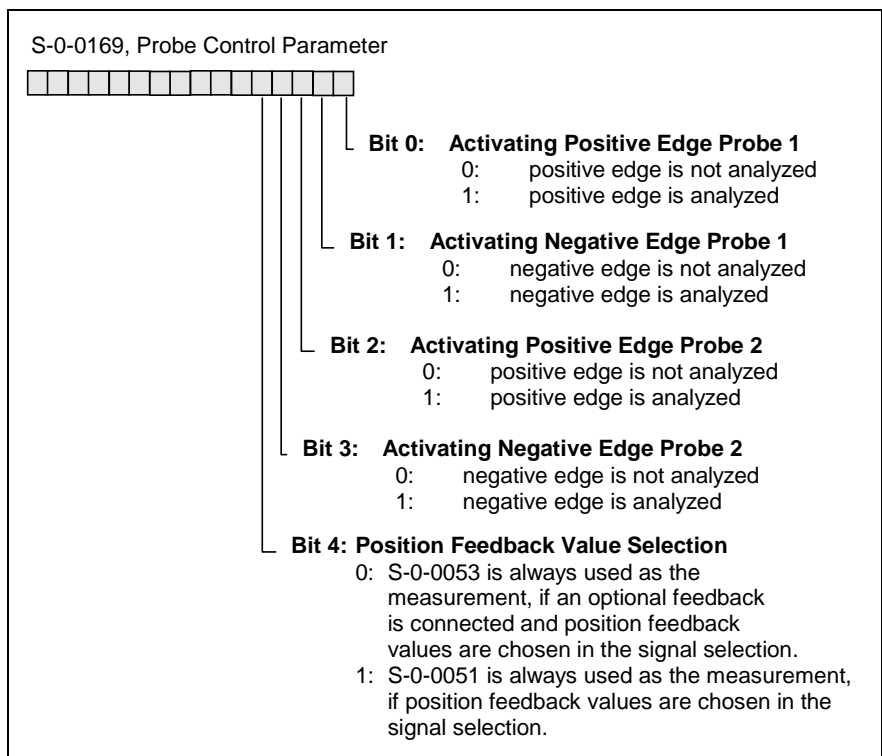 S-0-0169, Probe Control Parameter
Bit 0: Activating Positive Edge Probe 1
0: positive edge is not analyzed
1: positive edge is analyzed
Bit 1: Activating Negative Edge Probe 1
0: negative edge is not analyzed
1: negative edge is analyzed
Bit 2: Activating Positive Edge Probe 2
0: positive edge is not analyzed
1: positive edge is analyzed
Bit 3: Activating Negative Edge Probe 2
0: negative edge is not analyzed
1: negative edge is analyzed
Bit 4: Position Feedback Value Selection
0: S-0-0053 is always used as the
measurement, if an optional feedback
is connected and position feedback
values are chosen in the signal selection.
1: S-0-0051 is always used as the measurement,
if position feedback values are chosen in the
signal selection.